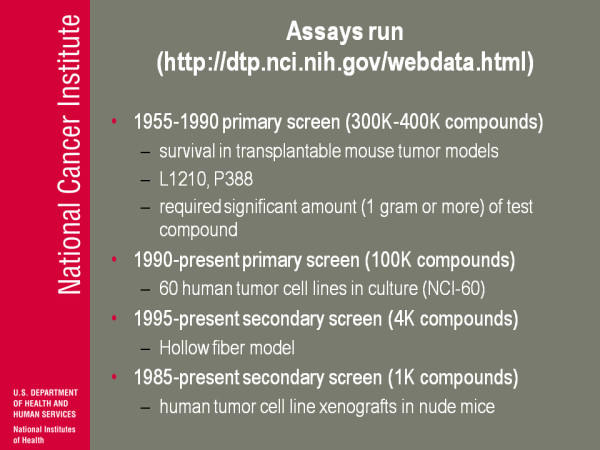 Assays run
(http://dtp.nci.nih.gov/webdata.html)
• 1955-1990 primary screen (300K-400K compounds)
– survival in transplantable mouse tumor models
– L1210, P388
– required significant amount (1 gram or more) of test
compound
• 1990-present primary screen (100K compounds)
– 60 human tumor cell lines in culture (NCI-60)
• 1995-present secondary screen (4K compounds)
– Hollow fiber model
• 1985-present secondary screen (1K compounds)
– human tumor cell line xenografts in nude mice
National Cancer Institute
U.S. DEPARTMENT
OF HEALTH AND
HUMAN SERVICES
National Institutes
of Health